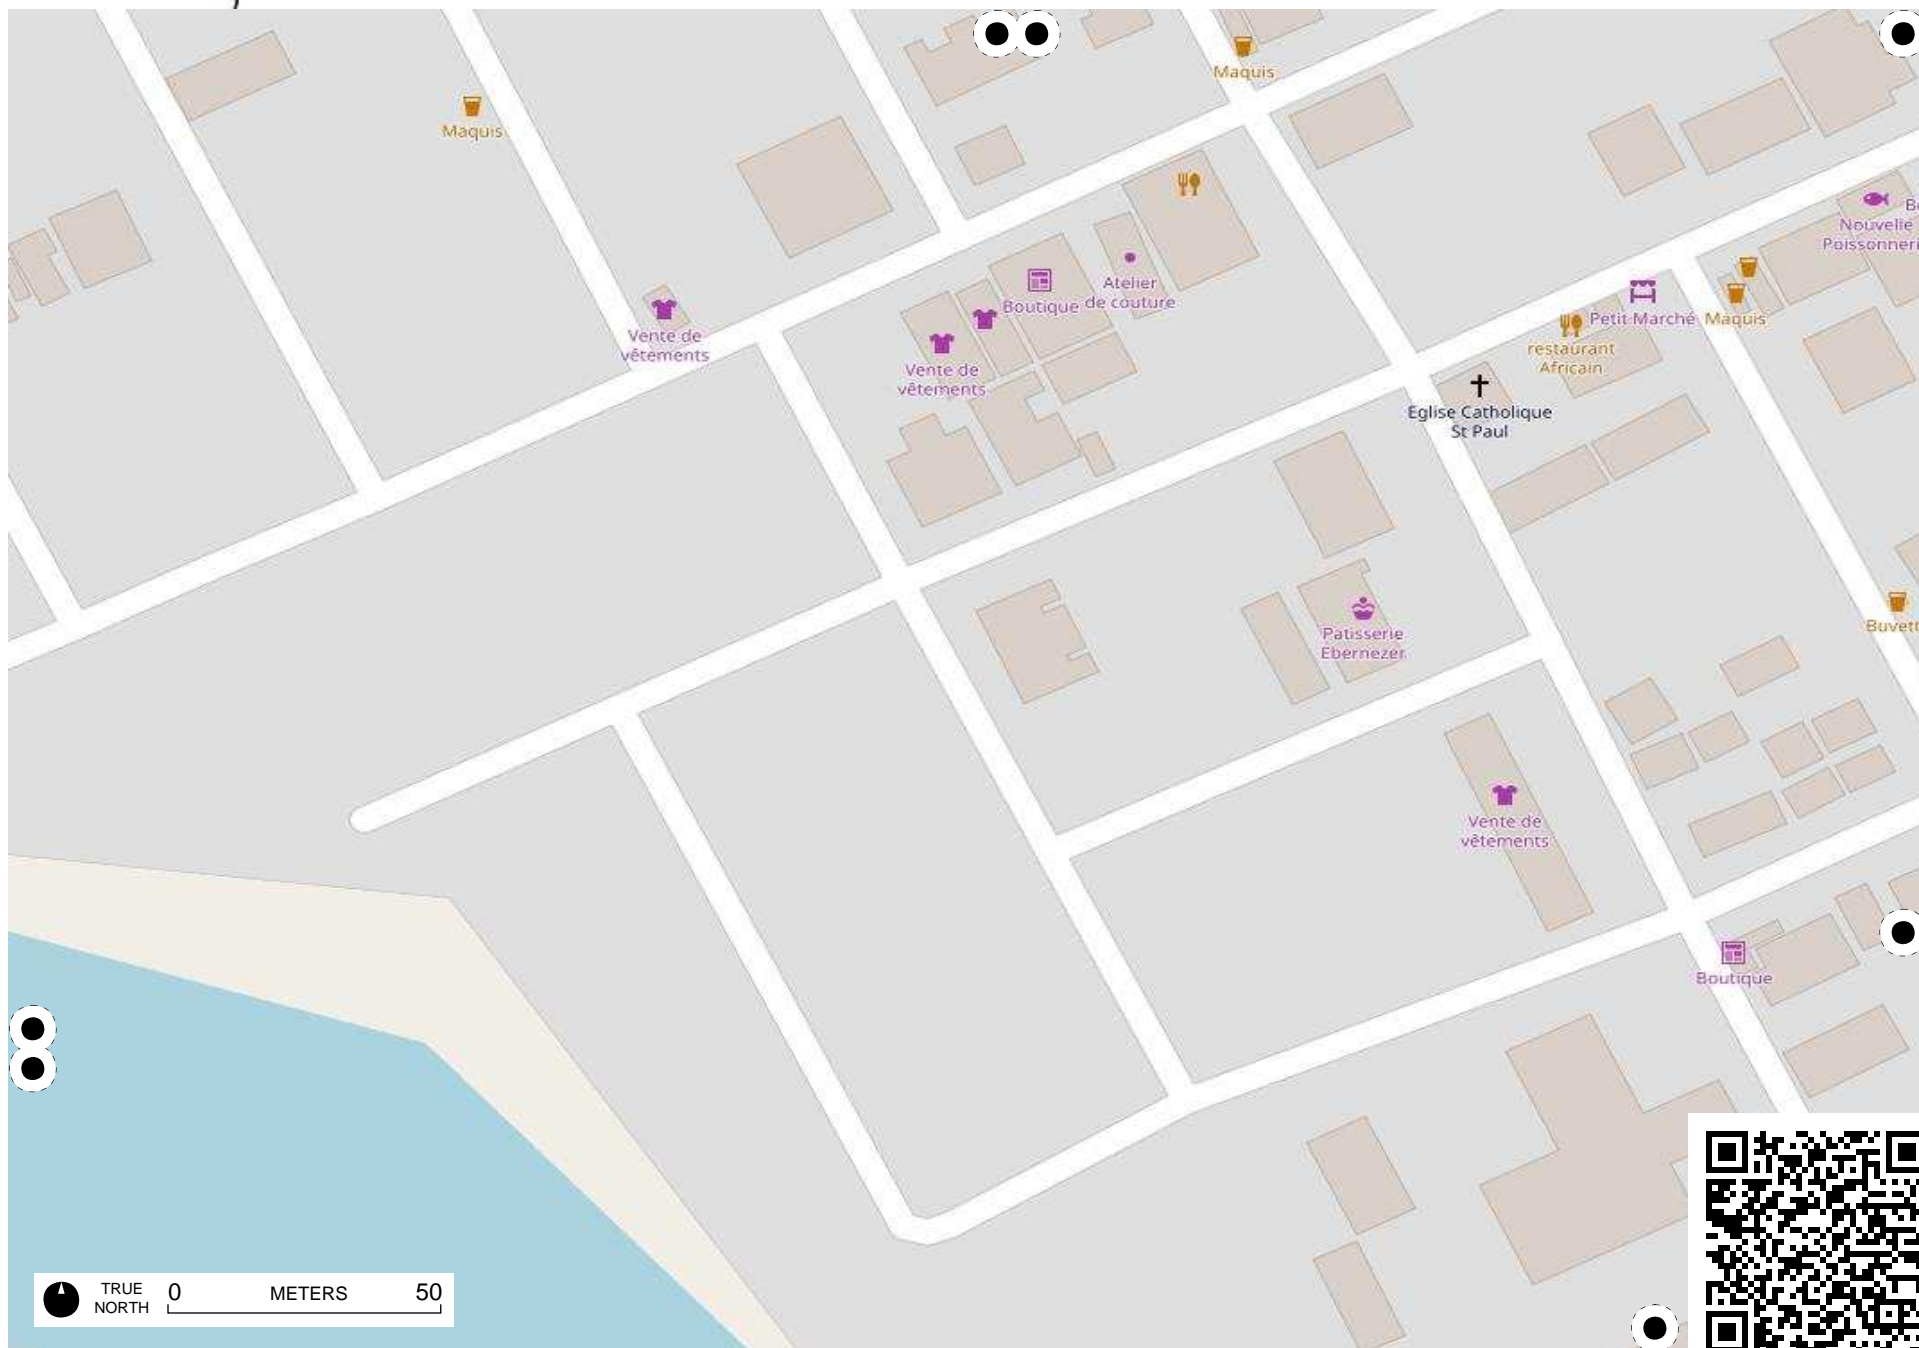 Maquis
Maquis
Nouvelle
Poissonneri
Boutique
Atelier
de couture
Petit Marché
Maquis
Vente de
vêtements
restaurant
Africain
Vente de
vêtements
Eglise Catholique
St Paul
Patisserie
Ebernezer
Buvett
Vente de
vêtements
Boutique
TRUE
NORTH
0 METERS 50